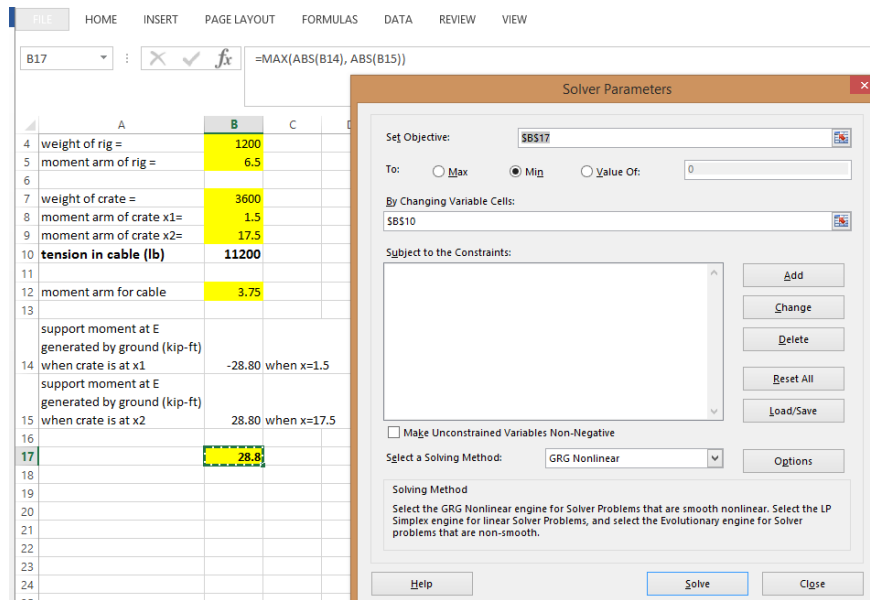 FILE HOME INSERT PAGE LAYOUT FORMULAS DATA REVIEW VIEW
B17 fx =MAX(ABS(B14), ABS(B15))
A B C
4 weight of rig = 1200
5 moment arm of rig = 6.5
6
7 weight of crate = 3600
8 moment arm of crate x1= 1.5
9 moment arm of crate x2= 17.5
10 tension in cable (lb) 11200
11
12 moment arm for cable 3.75
13
support moment at E
generated by ground (kip-ft)
14 when crate is at x1 -28.80 when x=1.5
support moment at E
generated by ground (kip-ft)
15 when crate is at x2 28.80 when x=17.5
16
17 28.8
18
19
20
21
22
23
24
Solver Parameters
Set Objective: $B$17
To: Max Min Value Of: 0
By Changing Variable Cells:
$B$10
Subject to the Constraints:
Add
Change
Delete
Reset All
Load/Save
Make Unconstrained Variables Non-Negative
Select a Solving Method: GRG Nonlinear Options
Solving Method
Select the GRG Nonlinear engine for Solver Problems that are smooth nonlinear. Select the LP
Simplex engine for linear Solver Problems, and select the Evolutionary engine for Solver
problems that are non-smooth.
Help Solve Close